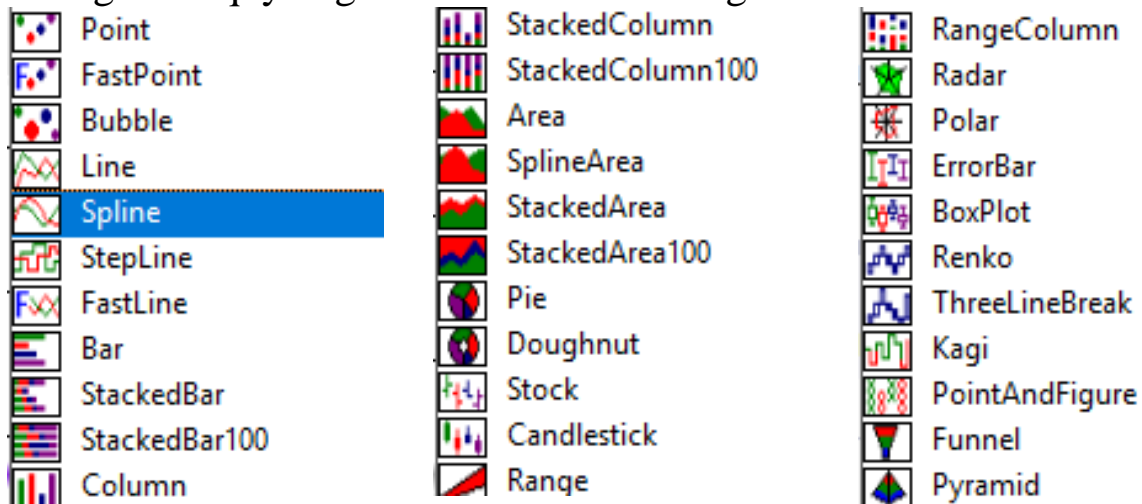 Point
FastPoint
Bubble
Line
Spline
StepLine
FastLine
Bar
StackedBar
StackedBar100
Column
StackedColumn
StackedColumn100
Area
SplineArea
StackedArea
StackedArea100
Pie
Doughnut
Stock
Candlestick
Range
RangeColumn
Radar
Polar
ErrorBar
BoxPlot
Renko
ThreeLineBreak
Kagi
PointAndFigure
Funnel
Pyramid